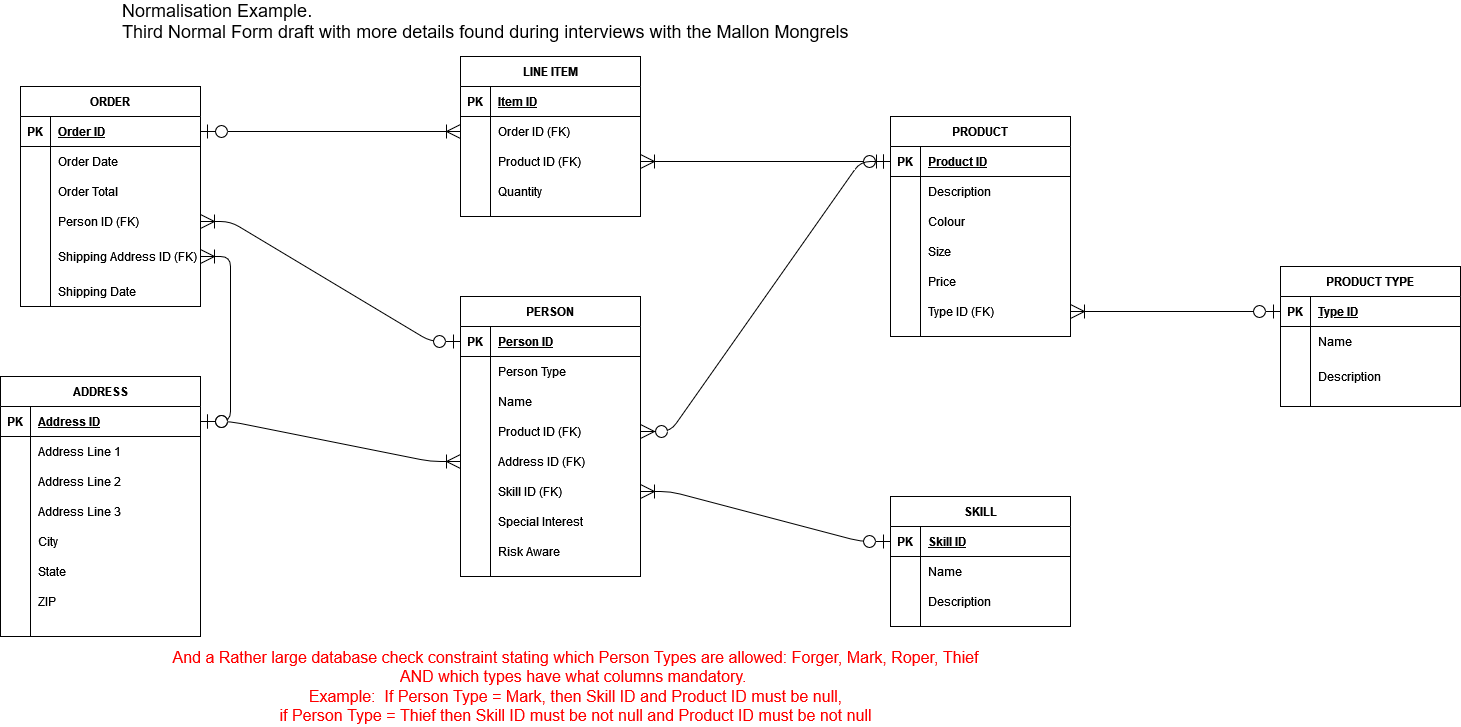 Normalisation Example.
Third Normal Form draft with more details found during interviews with the Mallon Mongrels
ORDER
PK Order ID
Order Date
Order Total
Person ID (FK)
Shipping Address ID (FK)
Shipping Date
LINE ITEM
PK Item ID
Order ID (FK)
Product ID (FK)
Quantity
PRODUCT
PK Product ID
Description
Colour
Size
Price
Type ID (FK)
PRODUCT TYPE
PK Type ID
Name
Description
PERSON
PK Person ID
Person Type
Name
Product ID (FK)
Address ID (FK)
Skill ID (FK)
Special Interest
Risk Aware
ADDRESS
PK Address ID
Address Line 1
Address Line 2
Address Line 3
City
State
ZIP
SKILL
PK Skill ID
Name
Description
And a Rather large database check constraint stating which Person Types are allowed: Forger, Mark, Roper, Thief
AND which types have what columns mandatory.
Example:  If Person Type = Mark, then Skill ID and Product ID must be null,
if Person Type = Thief then Skill ID must be not null and Product ID must be not null